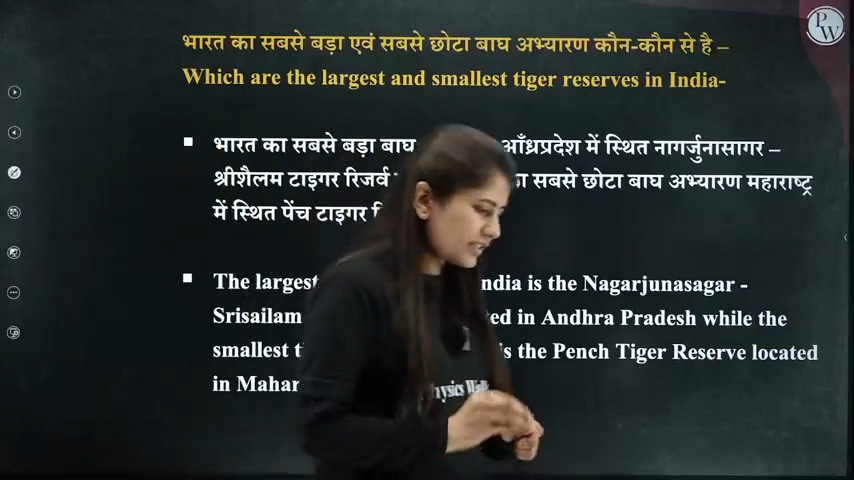 PW
भारत का सबसे बड़ा एवं सबसे छोटा बाघ अभ्यारण कौन-कौन से है –
Which are the largest and smallest tiger reserves in India-
भारत का सबसे बड़ा बाघ आँध्रप्रदेश में स्थित नागर्जुनासागर –
श्रीशैलम टाइगर रिजर्व का सबसे छोटा बाघ अभ्यारण महाराष्ट्र
में स्थित पेंच टाइगर
The largest India is the Nagarjunasagar -
Srisailam in Andhra Pradesh while the
smallest is the Pench Tiger Reserve located
in